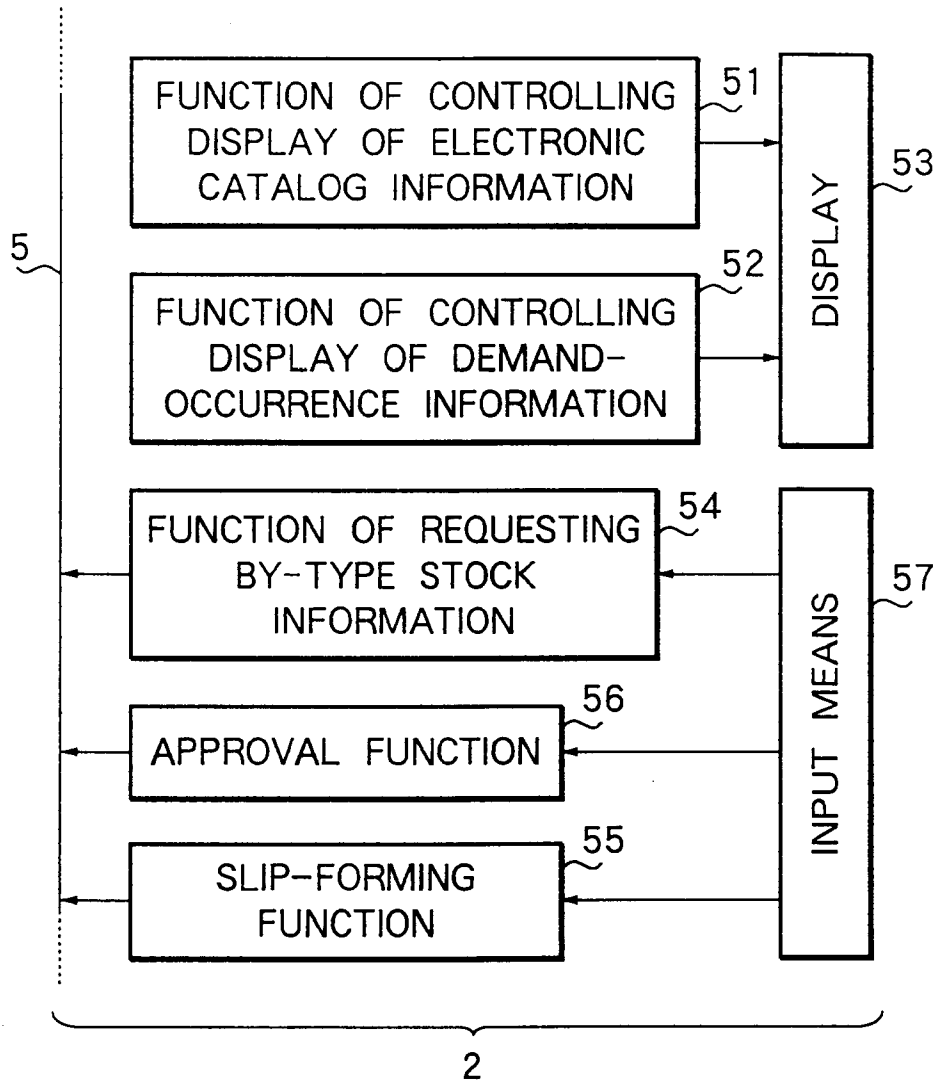 FUNCTION OF CONTROLLING
DISPLAY OF ELECTRONIC
CATALOG INFORMATION
51
DISPLAY
53
5
FUNCTION OF CONTROLLING
DISPLAY OF DEMAND-
OCCURRENCE INFORMATION
52
FUNCTION OF REQUESTING
BY-TYPE STOCK
INFORMATION
54
INPUT MEANS
57
APPROVAL FUNCTION
56
SLIP-FORMING
FUNCTION
55
2